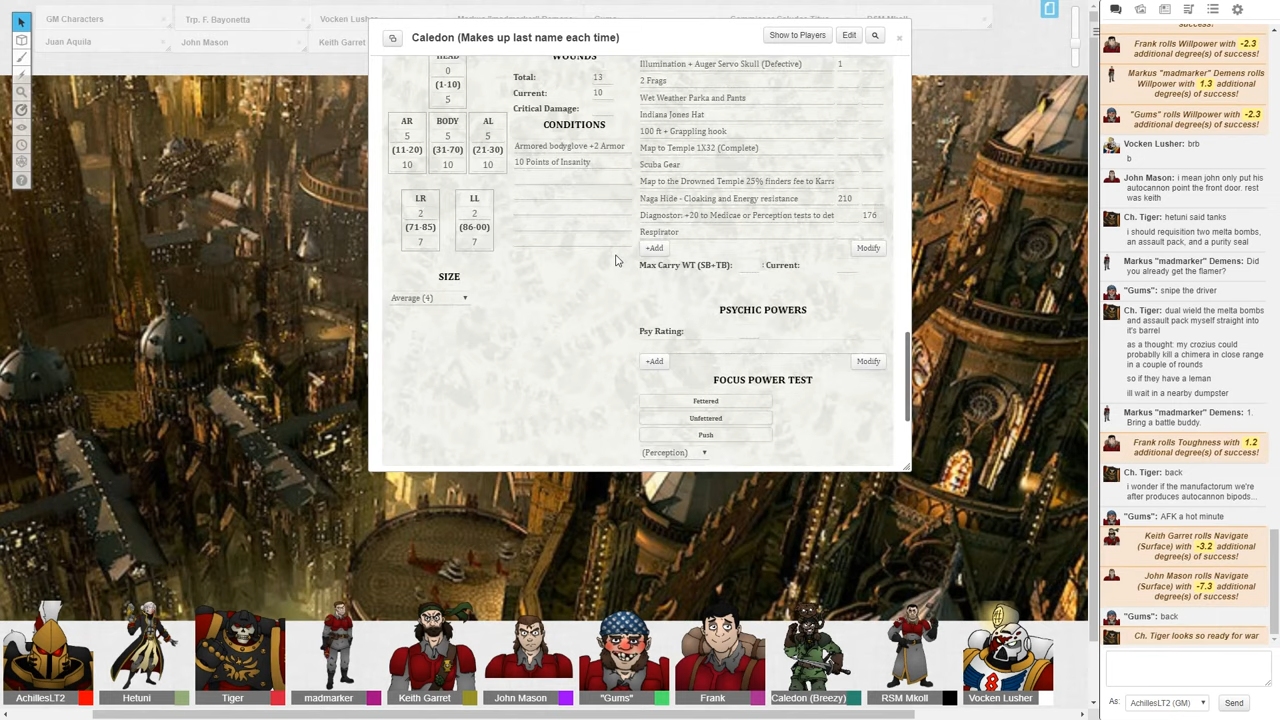 GM Characters
Trp. F. Bayonetta
Vocken Lusher
Juan Aquila
John Mason
Keith Garret
Caledon (Makes up last name each time)
Show to Players
Edit
HEAD
0
(1-10)
5
AR
5
(11-20)
10
BODY
5
(31-70)
10
AL
5
(21-30)
10
LR
2
(71-85)
7
LL
2
(86-00)
7
SIZE
Average (4)
WOUNDS
Total: 13
Current: 10
Critical Damage:
CONDITIONS
Armored bodyglove +2 Armor
10 Points of Insanity
Illumination + Auger Servo Skull (Defective) 1
2 Frags
Wet Weather Parka and Pants
Indiana Jones Hat
100 ft + Grappling hook
Map to Temple 1X32 (Complete)
Scuba Gear
Map to the Drowned Temple 25% finders fee to Karra
Naga Hide - Cloaking and Energy resistance 210
Diagnostor: +20 to Medicae or Perception tests to det 176
Respirator
+Add
Modify
Max Carry WT (SB+TB): : Current:
PSYCHIC POWERS
Psy Rating:
+Add
Modify
FOCUS POWER TEST
Fettered
Unfettered
Push
(Perception)
AchillesLT2
Hetuni
Tiger
madmarker
Keith Garret
John Mason
"Gums"
Frank
Caledon (Breezy)
RSM Mkoll
Vocken Lusher
success!
Frank rolls Willpower with -2.3
additional degree(s) of success!
Markus "madmarker" Demens rolls
Willpower with 1.3 additional
degree(s) of success!
"Gums" rolls Willpower with -2.3
additional degree(s) of success!
Vocken Lusher: brb
b
John Mason: i mean john only put his
autocannon point the front door. rest
was keith
Ch. Tiger: hetuni said tanks
i should requisition two melta bombs,
an assault pack, and a purity seal
Markus "madmarker" Demens: Did
you already get the flamer?
"Gums": snipe the driver
Ch. Tiger: dual wield the melta bombs
and assault pack myself straight into
it's barrel
as a thought: my crozius could
probablly kill a chimera in close range
in a couple of rounds
so if they have a leman
ill wait in a nearby dumpster
Markus "madmarker" Demens: 1.
Bring a battle buddy.
Frank rolls Toughness with 1.2
additional degree(s) of success!
Ch. Tiger: back
i wonder if the manufactorum we're
after produces autocannon bipods...
"Gums": AFK a hot minute
Keith Garret rolls Navigate
(Surface) with -3.2 additional
degree(s) of success!
John Mason rolls Navigate
(Surface) with -7.3 additional
degree(s) of success!
"Gums": back
Ch. Tiger looks so ready for war
As:
AchillesLT2 (GM)
Send